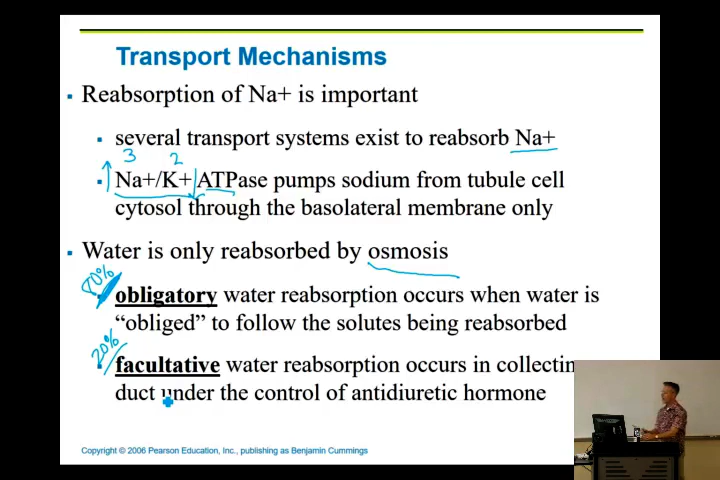 Transport Mechanisms
▪ Reabsorption of Na+ is important
▪ several transport systems exist to reabsorb Na+
3 2
▪ Na+/K+ ATPase pumps sodium from tubule cell
cytosol through the basolateral membrane only
▪ Water is only reabsorbed by osmosis
obligatory water reabsorption occurs when water is
“obliged” to follow the solutes being reabsorbed
20%
facultative water reabsorption occurs in collectin
duct under the control of antidiuretic hormone
Copyright © 2006 Pearson Education, Inc., publishing as Benjamin Cummings